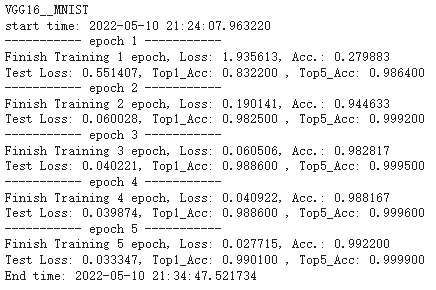 VGG16__MNIST
start time: 2022-05-10 21:24:07.963220
----------- epoch 1 -----------
Finish Training 1 epoch, Loss: 1.935613, Acc.: 0.279883
Test Loss: 0.551407, Top1_Acc: 0.832200 , Top5_Acc: 0.986400
----------- epoch 2 -----------
Finish Training 2 epoch, Loss: 0.190141, Acc.: 0.944633
Test Loss: 0.060028, Top1_Acc: 0.982500 , Top5_Acc: 0.999200
----------- epoch 3 -----------
Finish Training 3 epoch, Loss: 0.060506, Acc.: 0.982817
Test Loss: 0.040221, Top1_Acc: 0.988600 , Top5_Acc: 0.999500
----------- epoch 4 -----------
Finish Training 4 epoch, Loss: 0.040922, Acc.: 0.988167
Test Loss: 0.039874, Top1_Acc: 0.988600 , Top5_Acc: 0.999600
----------- epoch 5 -----------
Finish Training 5 epoch, Loss: 0.027715, Acc.: 0.992200
Test Loss: 0.033347, Top1_Acc: 0.990100 , Top5_Acc: 0.999900
End time: 2022-05-10 21:34:47.521734